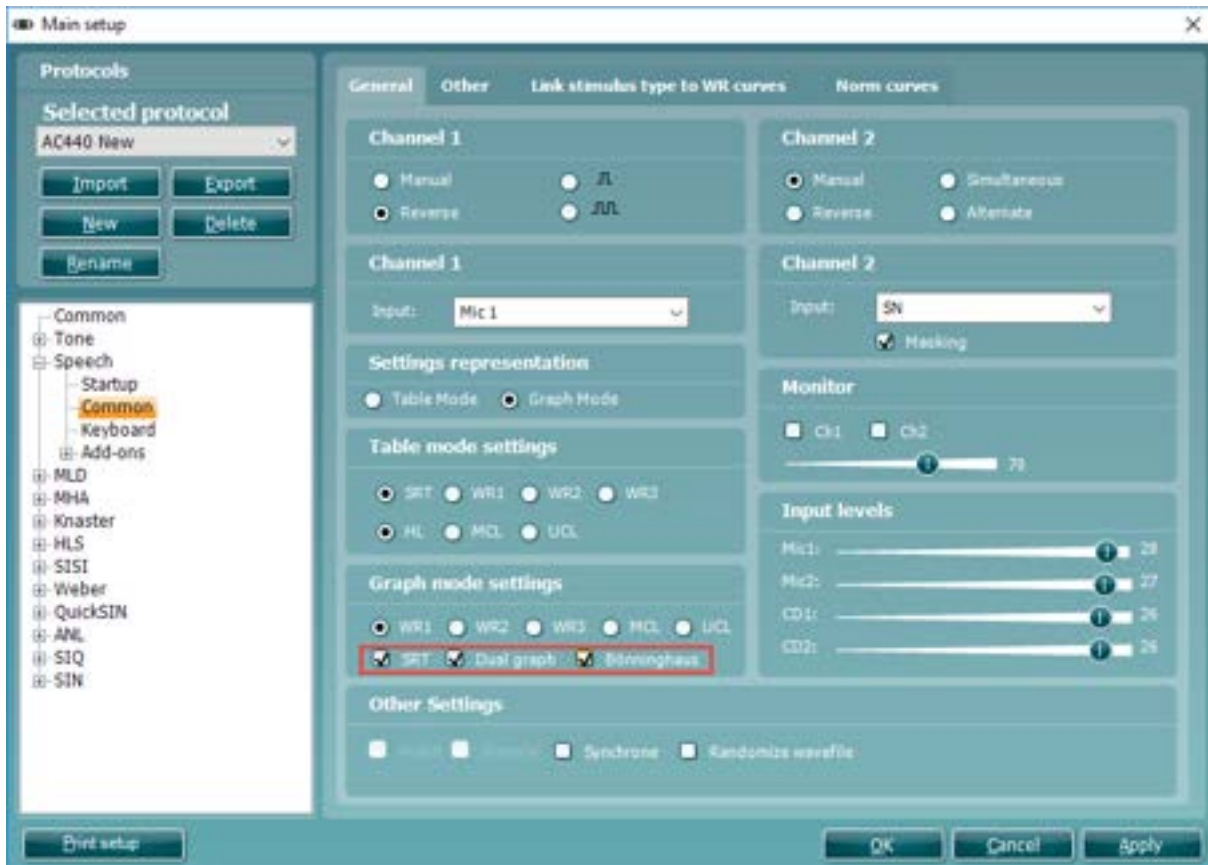 Main setup
Protocols
Selected protocol
AC440 New
Import Export
New Delete
Rename
Common
Tone
Speech
Startup
Common
Keyboard
Add-ons
MLD
MHA
Knaster
HLS
SISI
Weber
QuickSIN
ANL
SIQ
SIN
Print setup
General Other Link stimulus type to WR curves Norm curves
Channel 1
Manual
Reverse
Channel 2
Manual Simultaneous
Reverse Alternate
Channel 1
Input: Mic 1
Channel 2
Input: SN
Masking
Settings representation
Table Mode Graph Mode
Monitor
Ch1 Ch2
70
Table mode settings
SRT WR1 WR2 WR3
HL MCL UCL
Input levels
Mic1: 28
Mic2: 27
CD1: 26
CD2: 26
Graph mode settings
WR1 WR2 WR3 MCL UCL
SRT Dual graph Bönninghaus
Other Settings
Synchrone Randomize wavefile
OK Cancel Apply